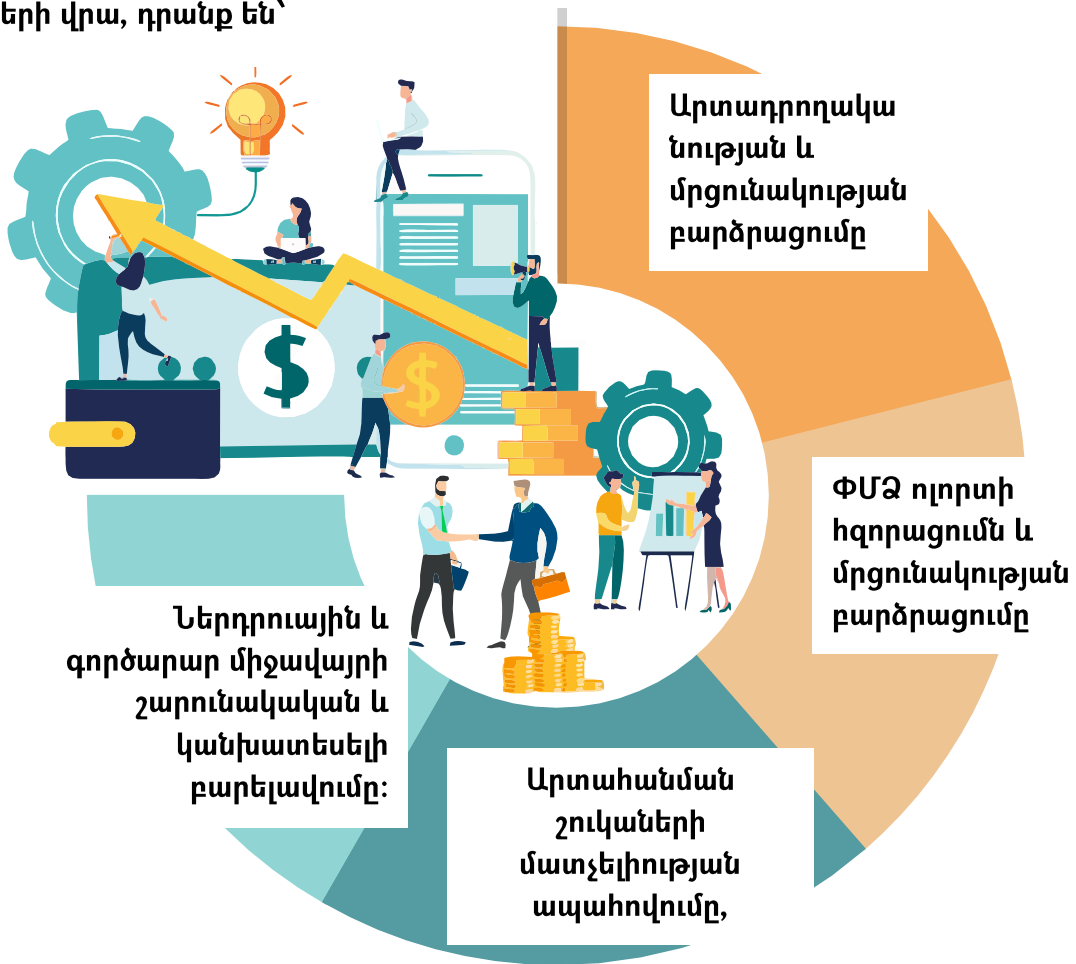 երի վրա, դրանք են՝
Արտադրողակա
նության և
մրցունակության
բարձրացումը
ՓՄՁ ոլորտի
հզորացումն և
մրցունակության
բարձրացումը
Արտահանման
շուկաների
մատչելիության
ապահովումը,
Ներդրուային և
գործարար միջավայրի
շարունակական և
կանխատեսելի
բարելավումը։